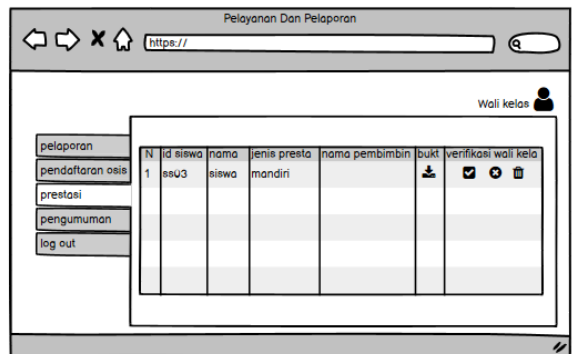 Pelayanan Dan Pelaporan
https://
Wali kelas
pelaporan
pendaftaran osis
prestasi
pengumuman
log out
N id siswa nama jenis presta nama pembimbin bukt verifikasi wali kela
1 ss03 siswa mandiri